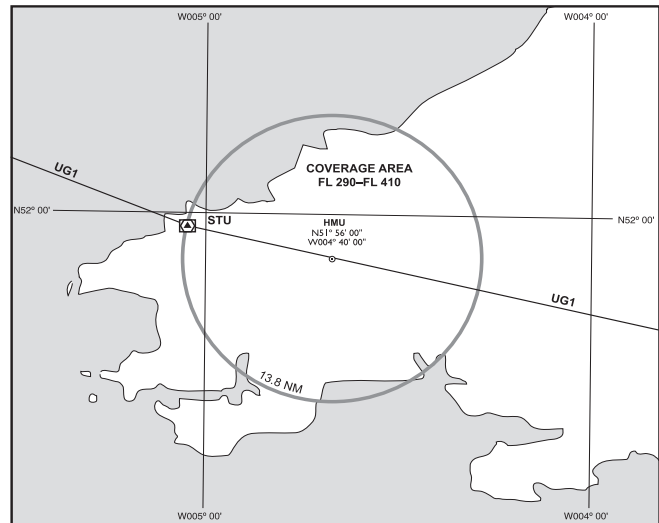 W005° 00'
W004° 00'
UG1
COVERAGE AREA
FL 290–FL 410
N52° 00'
STU
HMU
N51° 56' 00"
W004° 40' 00"
N52° 00'
UG1
13.8 NM
W005° 00'
W004° 00'